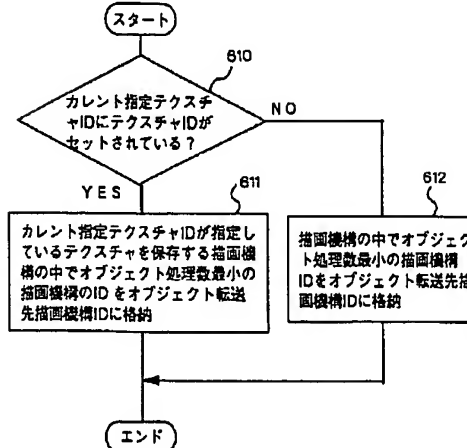 スタート
610
カレント指定テクスチ
ャIDにテクスチャIDが
セットされている？
NO
YES
611
カレント指定テクスチャIDが指定し
ているテクスチャを保存する描画機
構の中でオブジェクト処理数最小の
描画機構のID をオブジェクト転送
先描画機構IDに格納
612
描画機構の中でオブジェク
ト処理数最小の描画機構
IDをオブジェクト転送先描
画機構IDに格納
エンド